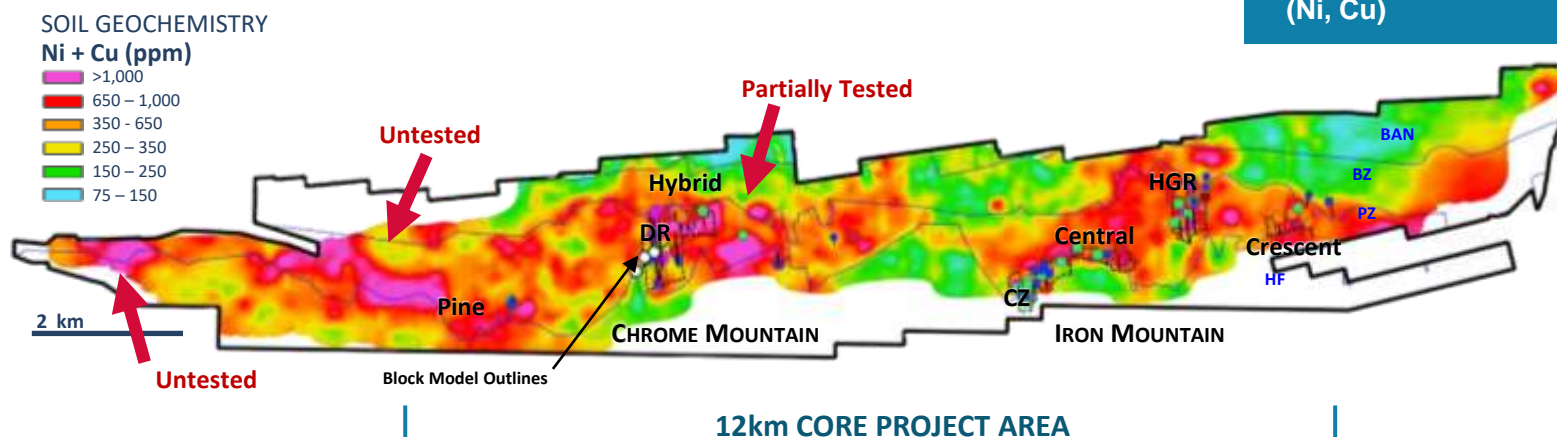 (Ni, Cu)
SOIL GEOCHEMISTRY
Ni + Cu (ppm)
>1,000
650 – 1,000
350 - 650
250 – 350
150 – 250
75 – 150
Partially Tested
Untested
BAN
Hybrid
HGR
BZ
DR
PZ
Central
Crescent
HF
Pine
CZ
2 km
CHROME MOUNTAIN
IRON MOUNTAIN
Untested
Block Model Outlines
12km CORE PROJECT AREA